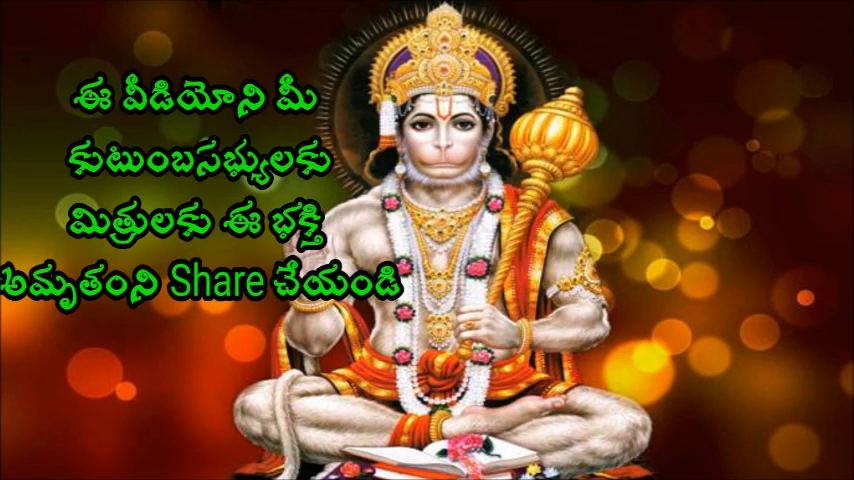 ఈ వీడియోని మీ
కుటుంబసభ్యులకు
మిత్రులకు ఈ భక్తి
అమృతంని Share చేయండి